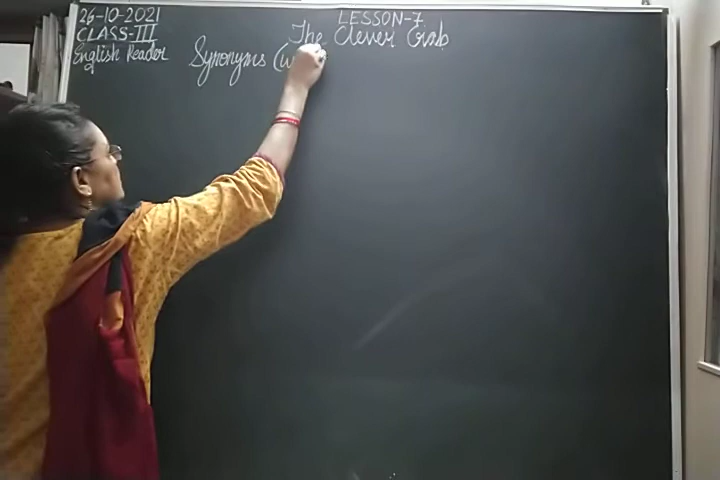 26-10-2021
CLASS-III
English Reader
LESSON-7
The Clever Crab
Synonyms (w